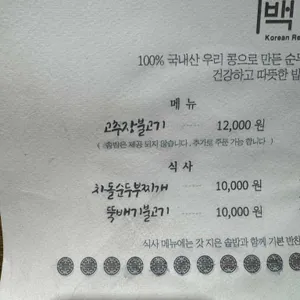 백
Korean Re
100% 국내산 우리 콩으로 만든 순두
건강하고 따뜻한 밥
메 뉴
고추장불고기 ........ 12,000 원
( 솥밥은 제공 되지 않습니다 , 추가로 주문 가능 합니다 )
식 사
차돌순두부찌개 ........ 10,000 원
뚝배기불고기 ........ 10,000 원
식사 메뉴에는 갓 지은 솥밥과 함께 기본 반찬